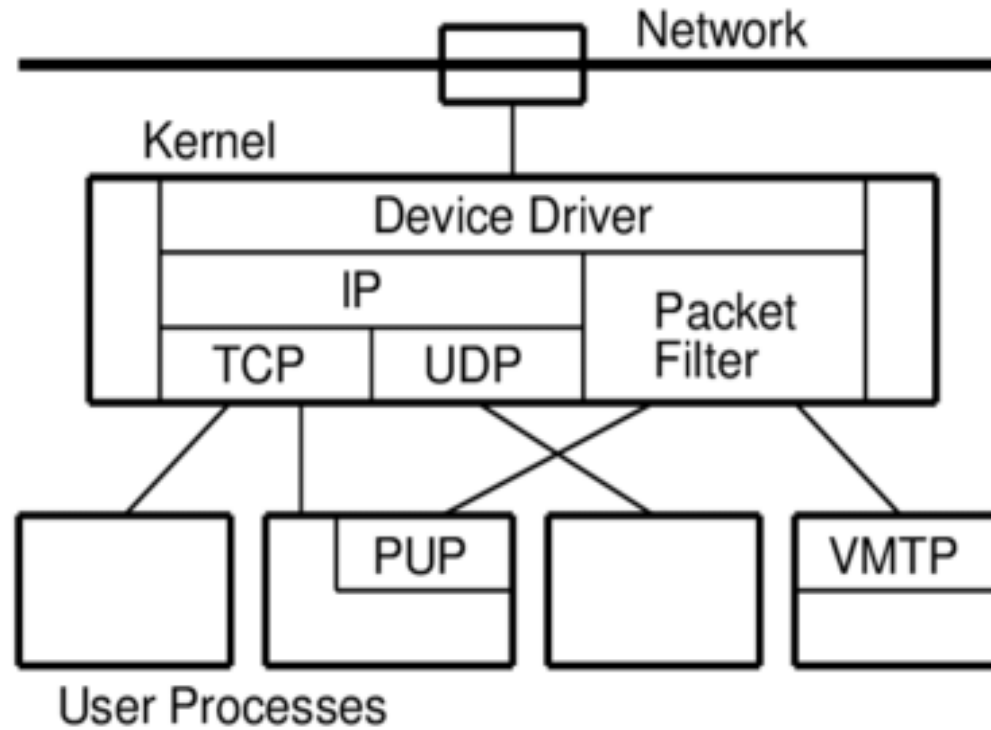 Network
Kernel
Device Driver
IP
Packet
Filter
TCP
UDP
PUP
VMTP
User Processes